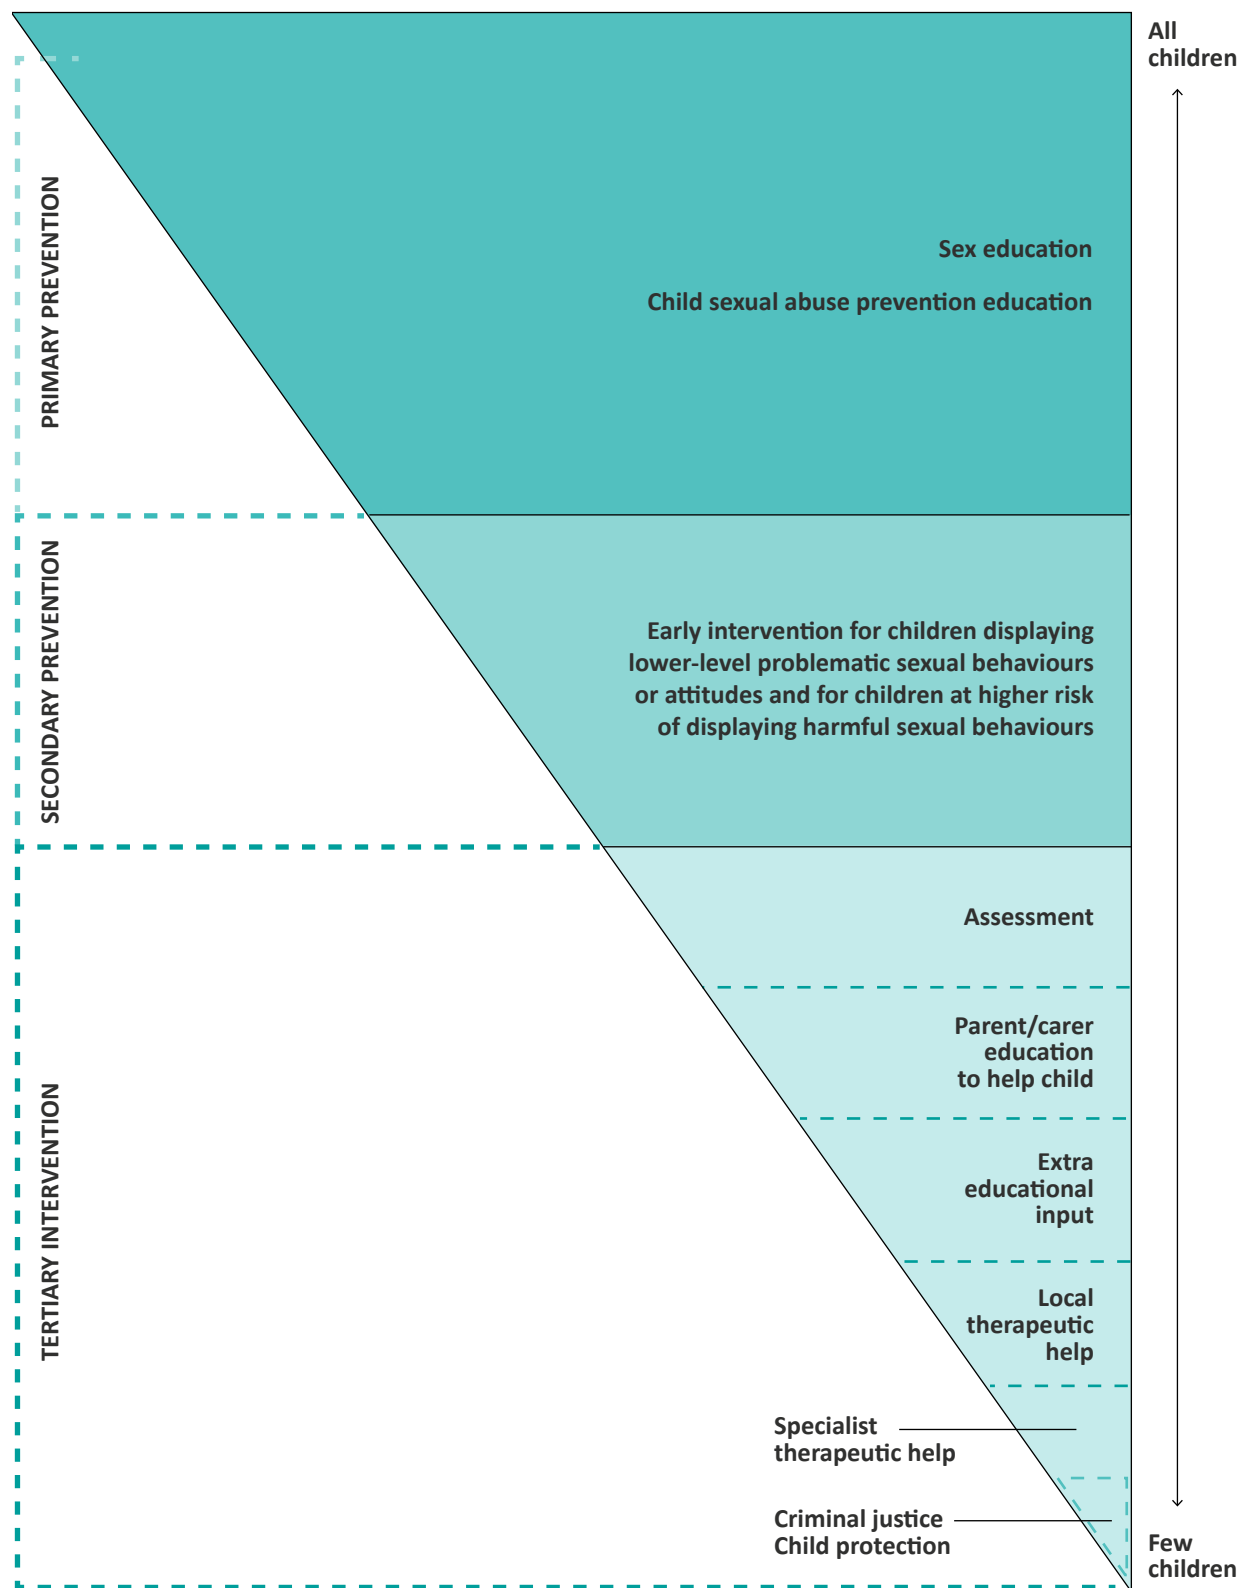 All
children
PRIMARY PREVENTION
Sex education
Child sexual abuse prevention education
SECONDARY PREVENTION
Early intervention for children displaying
lower-level problematic sexual behaviours
or attitudes and for children at higher risk
of displaying harmful sexual behaviours
TERTIARY INTERVENTION
Assessment
Parent/carer
education
to help child
Extra
educational
input
Local
therapeutic
help
Specialist
therapeutic help
Criminal justice
Child protection
Few
children